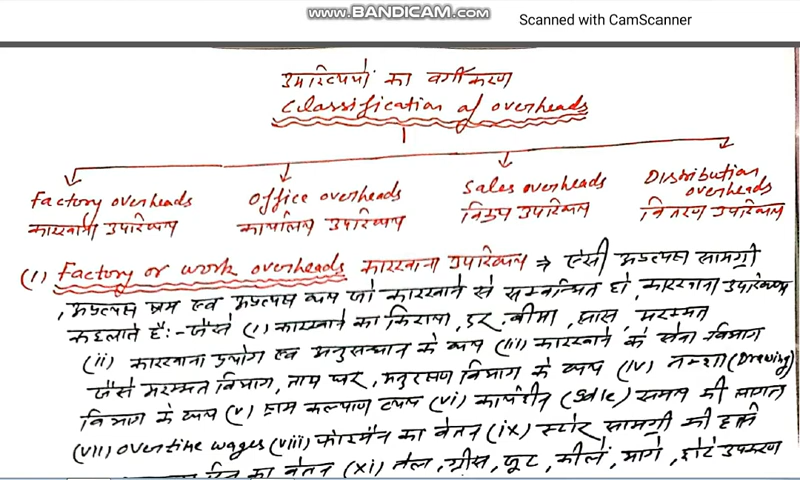 www.BANDICAM.com
Scanned with CamScanner
उपरिव्ययों का वर्गीकरण
Classification of overheads
Factory overheads Office overheads Sales overheads Distribution overheads
कारखाना उपरिव्यय कार्यालय उपरिव्यय विक्रय उपरिव्यय वितरण उपरिव्यय
(1) Factory or work overheads कारखाना उपरिव्यय ⇒ ऐसी अप्रत्यक्ष सामग्री
, अप्रत्यक्ष श्रम एवं अप्रत्यक्ष व्यय जो कारखाने से सम्बन्धित हो, कारखाना उपरिव्यय
कहलाते है:- जैसे (i) कारखाने का किराया, कर, बीमा, ह्रास, मरम्मत
(ii) कारखाना प्रयोग एवं अनुसन्धान के व्यय (iii) कारखाने के सेवा विभाग
जैसे मरम्मत विभाग, ताप घर, अनुरक्षण विभाग के व्यय (iv) नक्शा (Drawing)
विभाग के व्यय (v) श्रम कल्याण व्यय (vi) कार्यहीन (Idle) समय की लागत
(vii) overtime wages (viii) फोरमैन का वेतन (ix) स्टोर सामग्री की हानि
का वेतन (xi) तेल, ग्रीस, जूट, कीलें, धागे, छोटे उपकरण